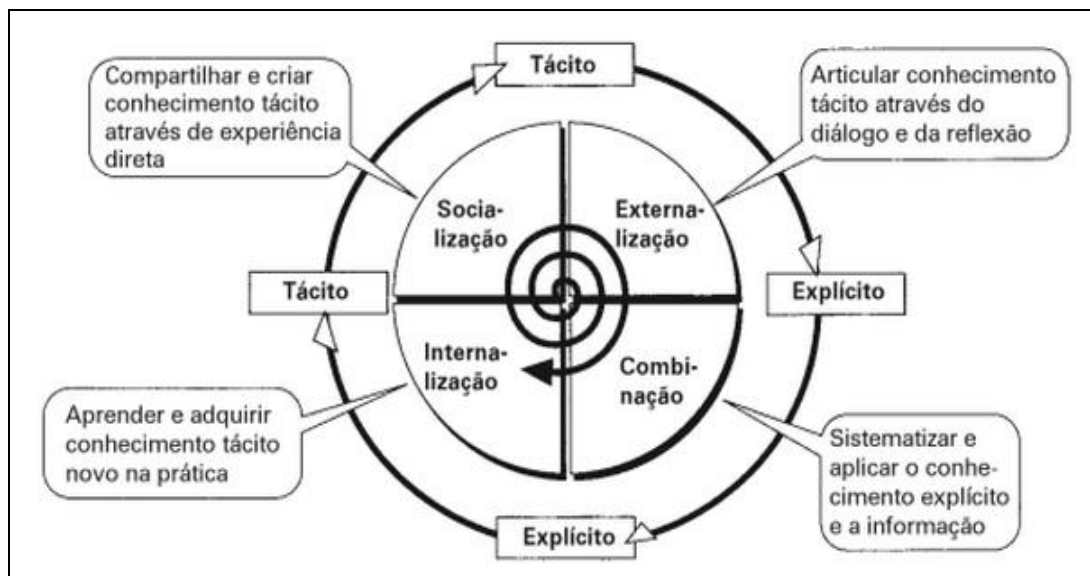 Tácito
Compartilhar e criar
conhecimento tácito
através de experiência
direta
Articular conhecimento
tácito através do
diálogo e da reflexão
Socia-
lização
Externa-
lização
Tácito
Explícito
Interna-
lização
Combi-
nação
Aprender e adquirir
conhecimento tácito
novo na prática
Sistematizar e
aplicar o conhe-
cimento explícito
e a informação
Explícito